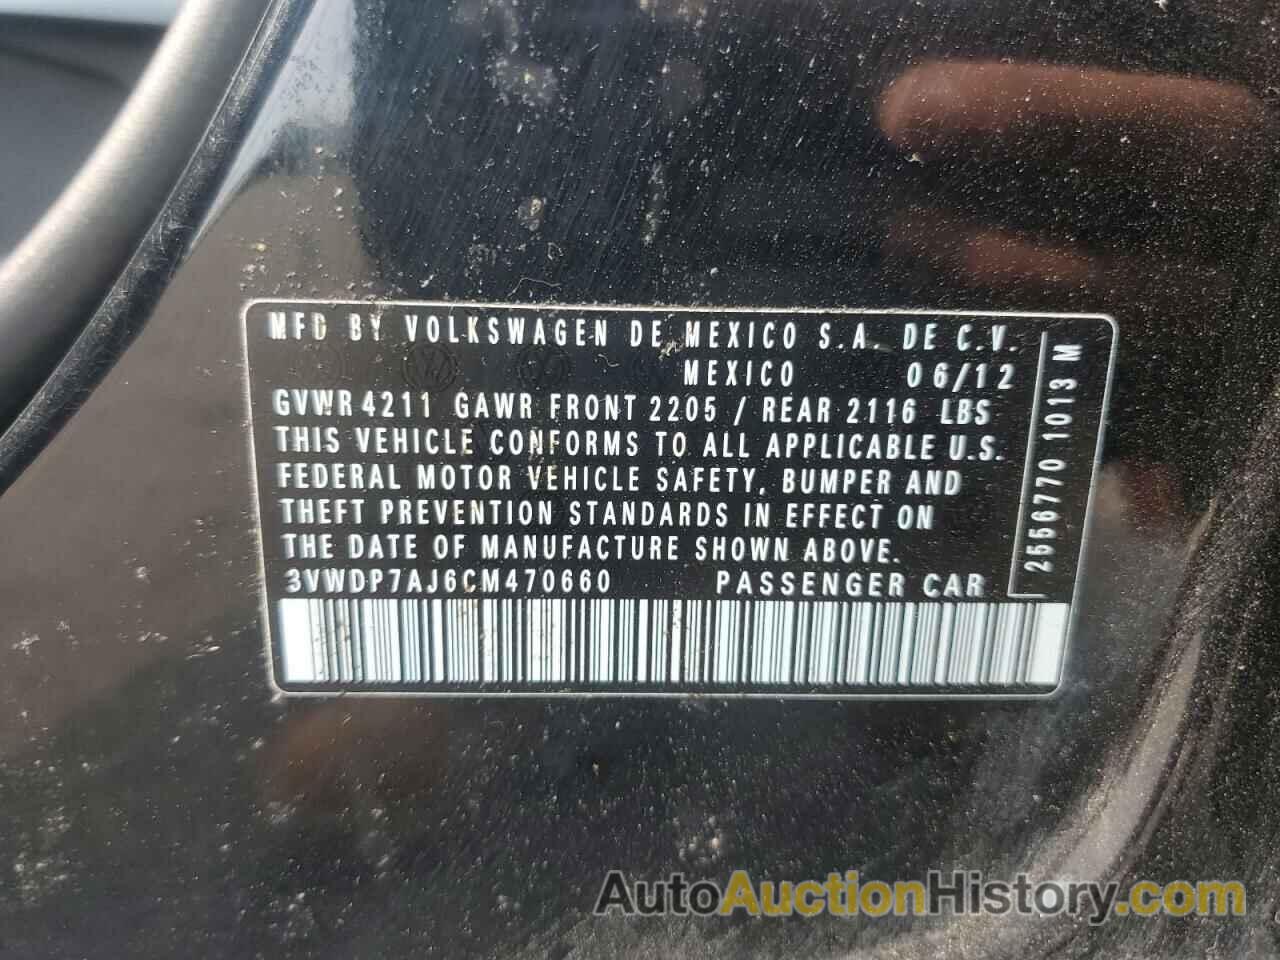 MFD BY VOLKSWAGEN DE MEXICO S.A. DE C.V.
MEXICO 06/12
GVWR 4211 GAWR FRONT 2205 / REAR 2116 LBS
THIS VEHICLE CONFORMS TO ALL APPLICABLE U.S.
FEDERAL MOTOR VEHICLE SAFETY, BUMPER AND
THEFT PREVENTION STANDARDS IN EFFECT ON
THE DATE OF MANUFACTURE SHOWN ABOVE.
3VWDP7AJ6CM470660 PASSENGER CAR
2556770 1013 M
AutoAuctionHistory.com